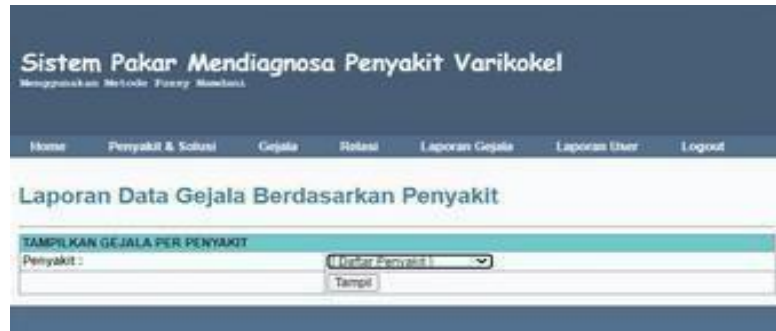 Sistem Pakar Mendiagnosa Penyakit Varikokel
Menggunakan Metode Fuzzy Mamdani
Home Penyakit & Solusi Gejala Relasi Laporan Gejala Laporan User Logout
Laporan Data Gejala Berdasarkan Penyakit
TAMPILKAN GEJALA PER PENYAKIT
Penyakit : [ Daftar Penyakit ]
Tampil